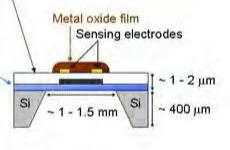 Metal oxide film
Sensing electrodes
~ 1 - 2 μm
Si
~ 1 - 1.5 mm
Si
~ 400 μm